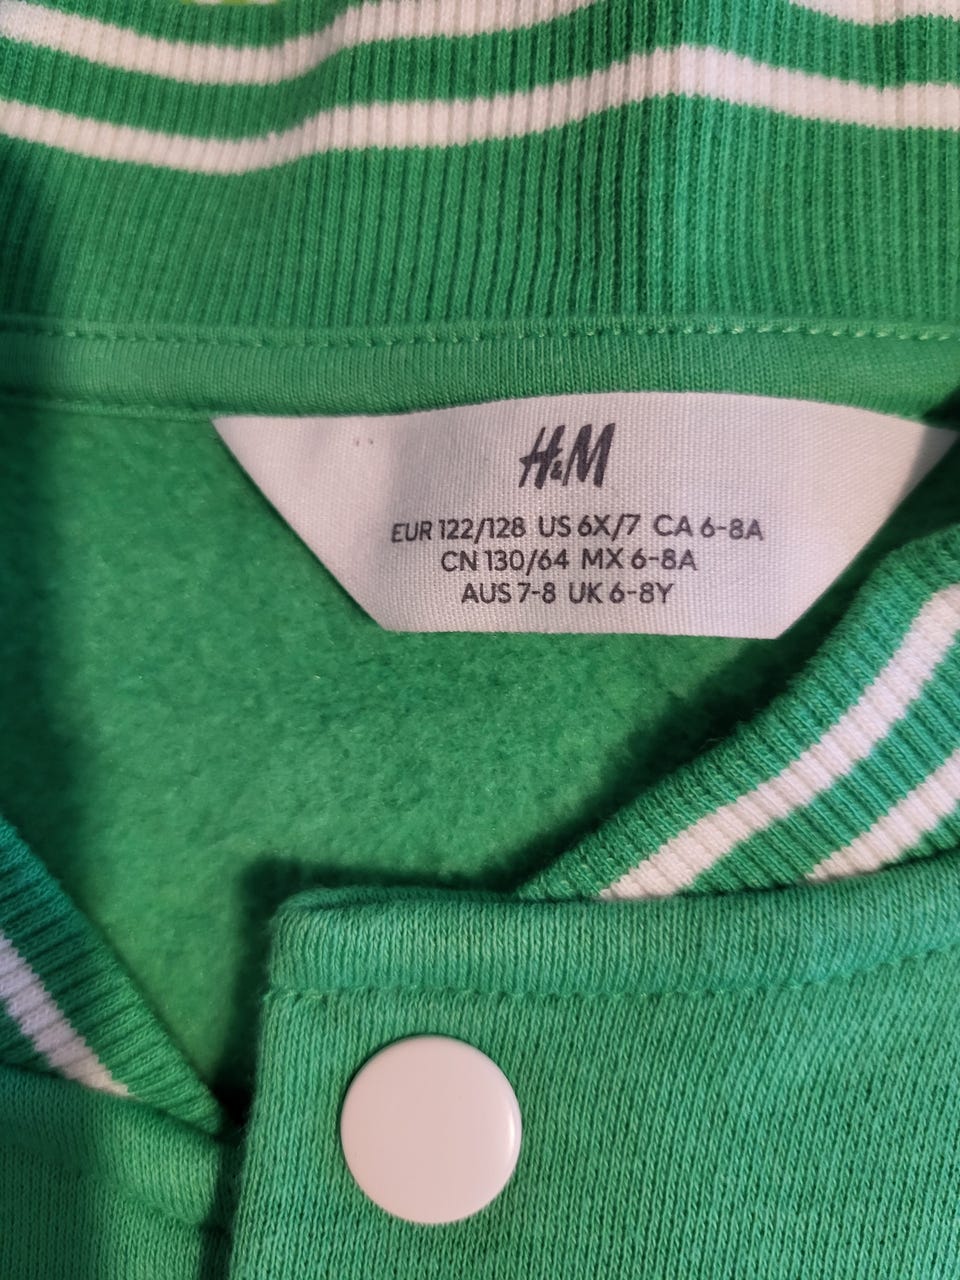 H&M
EUR 122/128 US 6X/7 CA 6-8A
CN 130/64 MX 6-8A
AUS 7-8 UK 6-8Y